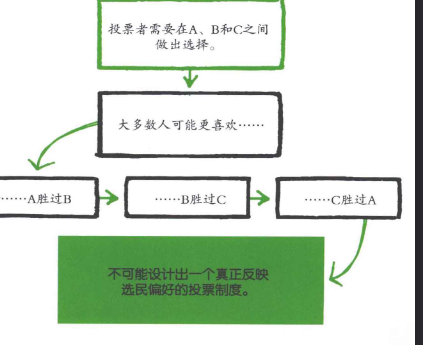 投票者需要在A、B和C之间
做出选择。
大多数人可能更喜欢……
……A胜过B
……B胜过C
……C胜过A
不可能设计出一个真正反映
选民偏好的投票制度。